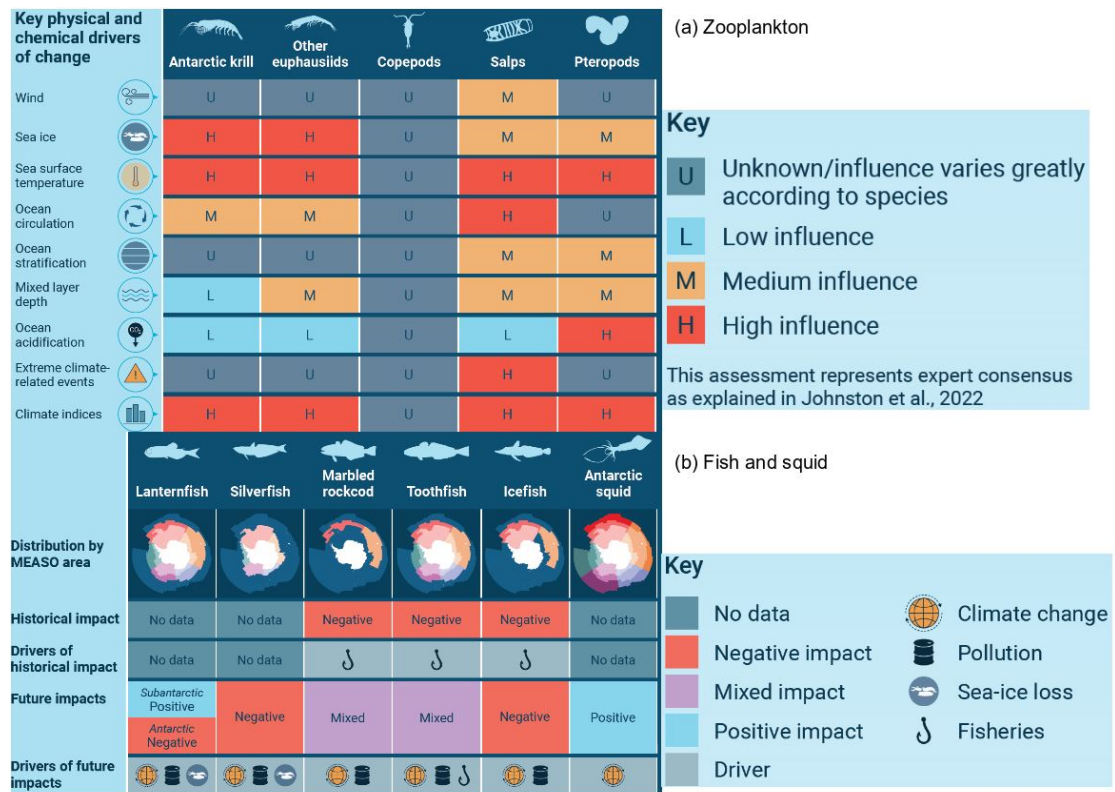 Key physical and
chemical drivers
of change
Antarctic krill
Other
euphausiids
Copepods
Salps
Pteropods
(a) Zooplankton
Wind
U U U M U
Sea ice
H H U M M
Sea surface
temperature
H H U H H
Ocean
circulation
M M U H U
Ocean
stratification
U U U M M
Mixed layer
depth
L M U M M
Ocean
acidification
CO2
L L U L H
Extreme climate-
related events
U U U H U
Climate indices
H H U H H
Key
U Unknown/influence varies greatly
according to species
L Low influence
M Medium influence
H High influence
This assessment represents expert consensus
as explained in Johnston et al., 2022
(b) Fish and squid
Lanternfish
Silverfish
Marbled
rockcod
Toothfish
Icefish
Antarctic
squid
Distribution by
MEASO area
Historical impact
No data No data Negative Negative Negative No data
Drivers of
historical impact
No data No data No data
Future impacts
Subantarctic
Positive
Antarctic
Negative
Negative
Mixed
Mixed
Negative
Positive
Drivers of future
impacts
Key
No data
Negative impact
Mixed impact
Positive impact
Driver
Climate change
Pollution
Sea-ice loss
Fisheries